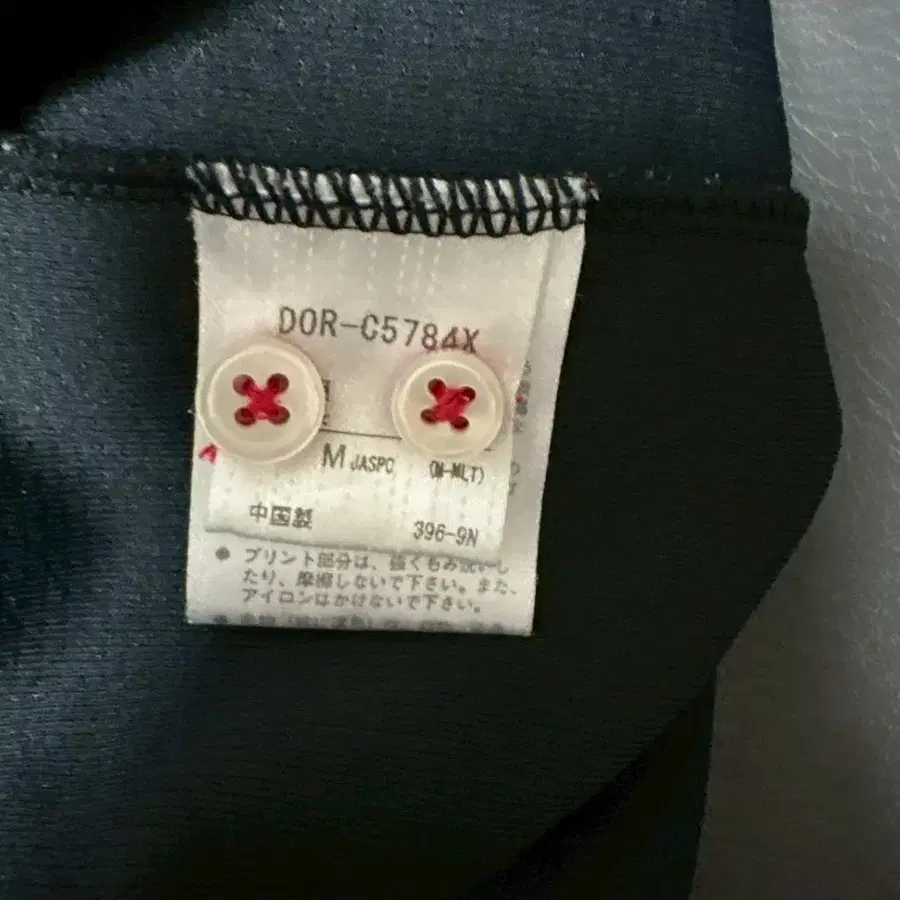 DOR-C5784X
M JASPO (M-MLT)
中国製
396-9N
● プリント部分は、強くもみ洗いし
たり、摩擦しないで下さい。また、
アイロンはかけないで下さい。